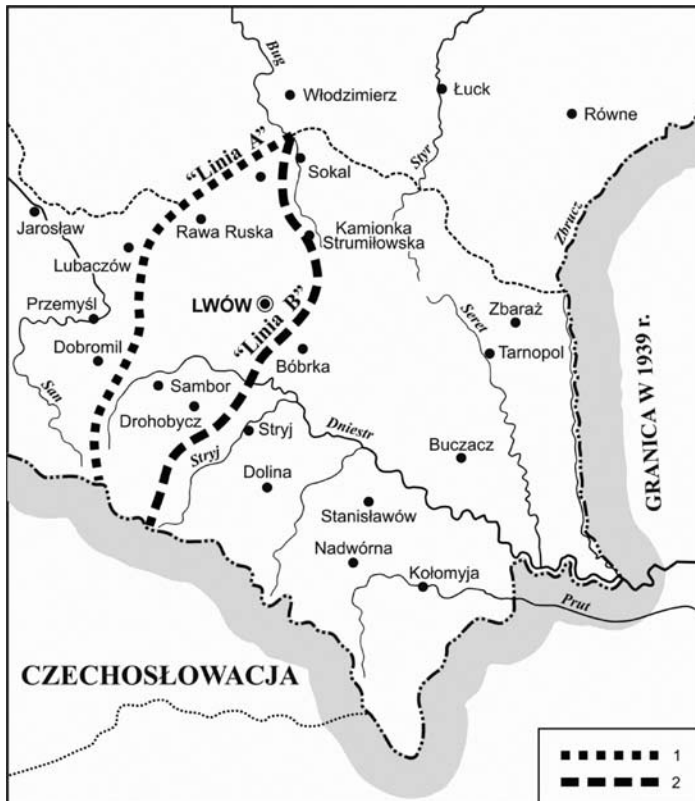 Bug
Włodzimierz
Łuck
Równe
"Linia A"
Sokal
Styr
Zbrucz
Jarosław
Rawa Ruska
Kamionka
Strumiłowska
Lubaczów
LWÓW
"Linia B"
Przemyśl
Seret
Zbaraż
Tarnopol
Dobromil
Bóbrka
San
Sambor
Drohobycz
Stryj
Stryj
Dniestr
Buczacz
GRANICA W 1939 r.
Dolina
Stanisławów
Nadwórna
Kołomyja
Prut
CZECHOSŁOWACJA
1
2